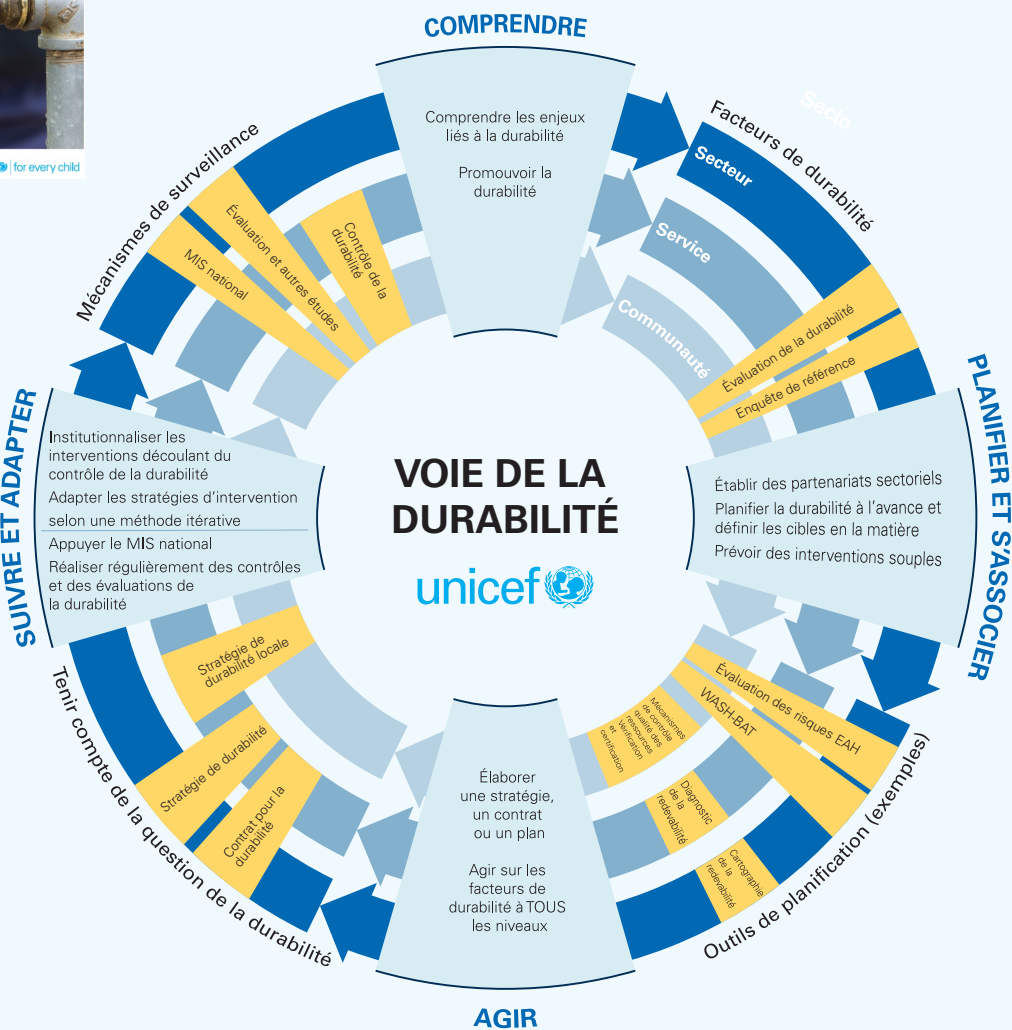 for every child
COMPRENDRE
Comprendre les enjeux
liés à la durabilité
Promouvoir la
durabilité
Secto
Facteurs de durabilité
Secteur
Service
Communauté
Évaluation de la durabilité
Enquête de référence
PLANIFIER ET S'ASSOCIER
Établir des partenariats sectoriels
Planifier la durabilité à l'avance et
définir les cibles en la matière
Prévoir des interventions souples
Évaluation des risques EAH
WASH-BAT
Mécanismes
de contrôle
qualité des
ressources
Vérification
et
certification
Diagnostic
de la
redevabilité
Cartographie
de la
redevabilité
Outils de planification (exemples)
AGIR
Élaborer
une stratégie,
un contrat
ou un plan
Agir sur les
facteurs de
durabilité à TOUS
les niveaux
Tenir compte de la question de la durabilité
Contrat pour la
durabilité
Stratégie de durabilité
Stratégie de
durabilité locale
SUIVRE ET ADAPTER
Institutionnaliser les
interventions découlant du
contrôle de la durabilité
Adapter les stratégies d'intervention
selon une méthode itérative
Appuyer le MIS national
Réaliser régulièrement des contrôles
et des évaluations de
la durabilité
Mécanismes de surveillance
MIS national
Évaluation et autres études
Contrôle de la
durabilité
VOIE DE LA
DURABILITÉ
unicef